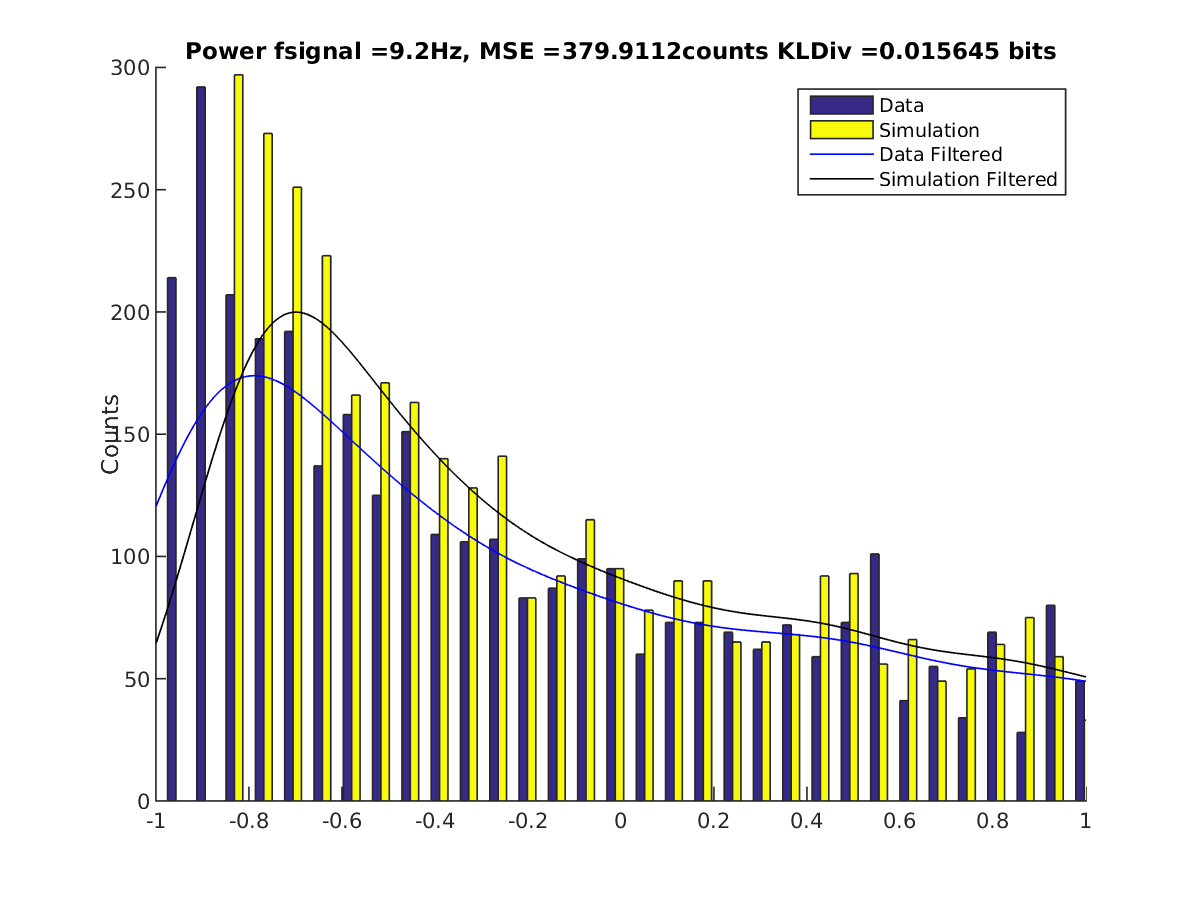 Power fsignal =9.2Hz, MSE =379.9112counts KLDiv =0.015645 bits
Data
Simulation
Data Filtered
Simulation Filtered
Counts
300
250
200
150
100
50
0
-1 -0.8 -0.6 -0.4 -0.2 0 0.2 0.4 0.6 0.8 1